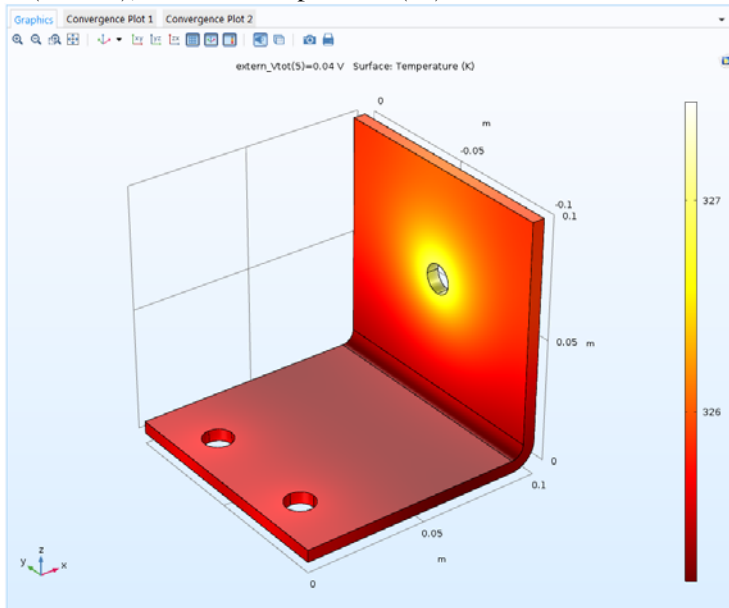 Graphics Convergence Plot 1 Convergence Plot 2
extern_Vtot(5)=0.04 V Surface: Temperature (K)
0
m
-0.05
-0.1
0.1
327
0.05 m
326
0
0.1
0.05
m
0
z
y x